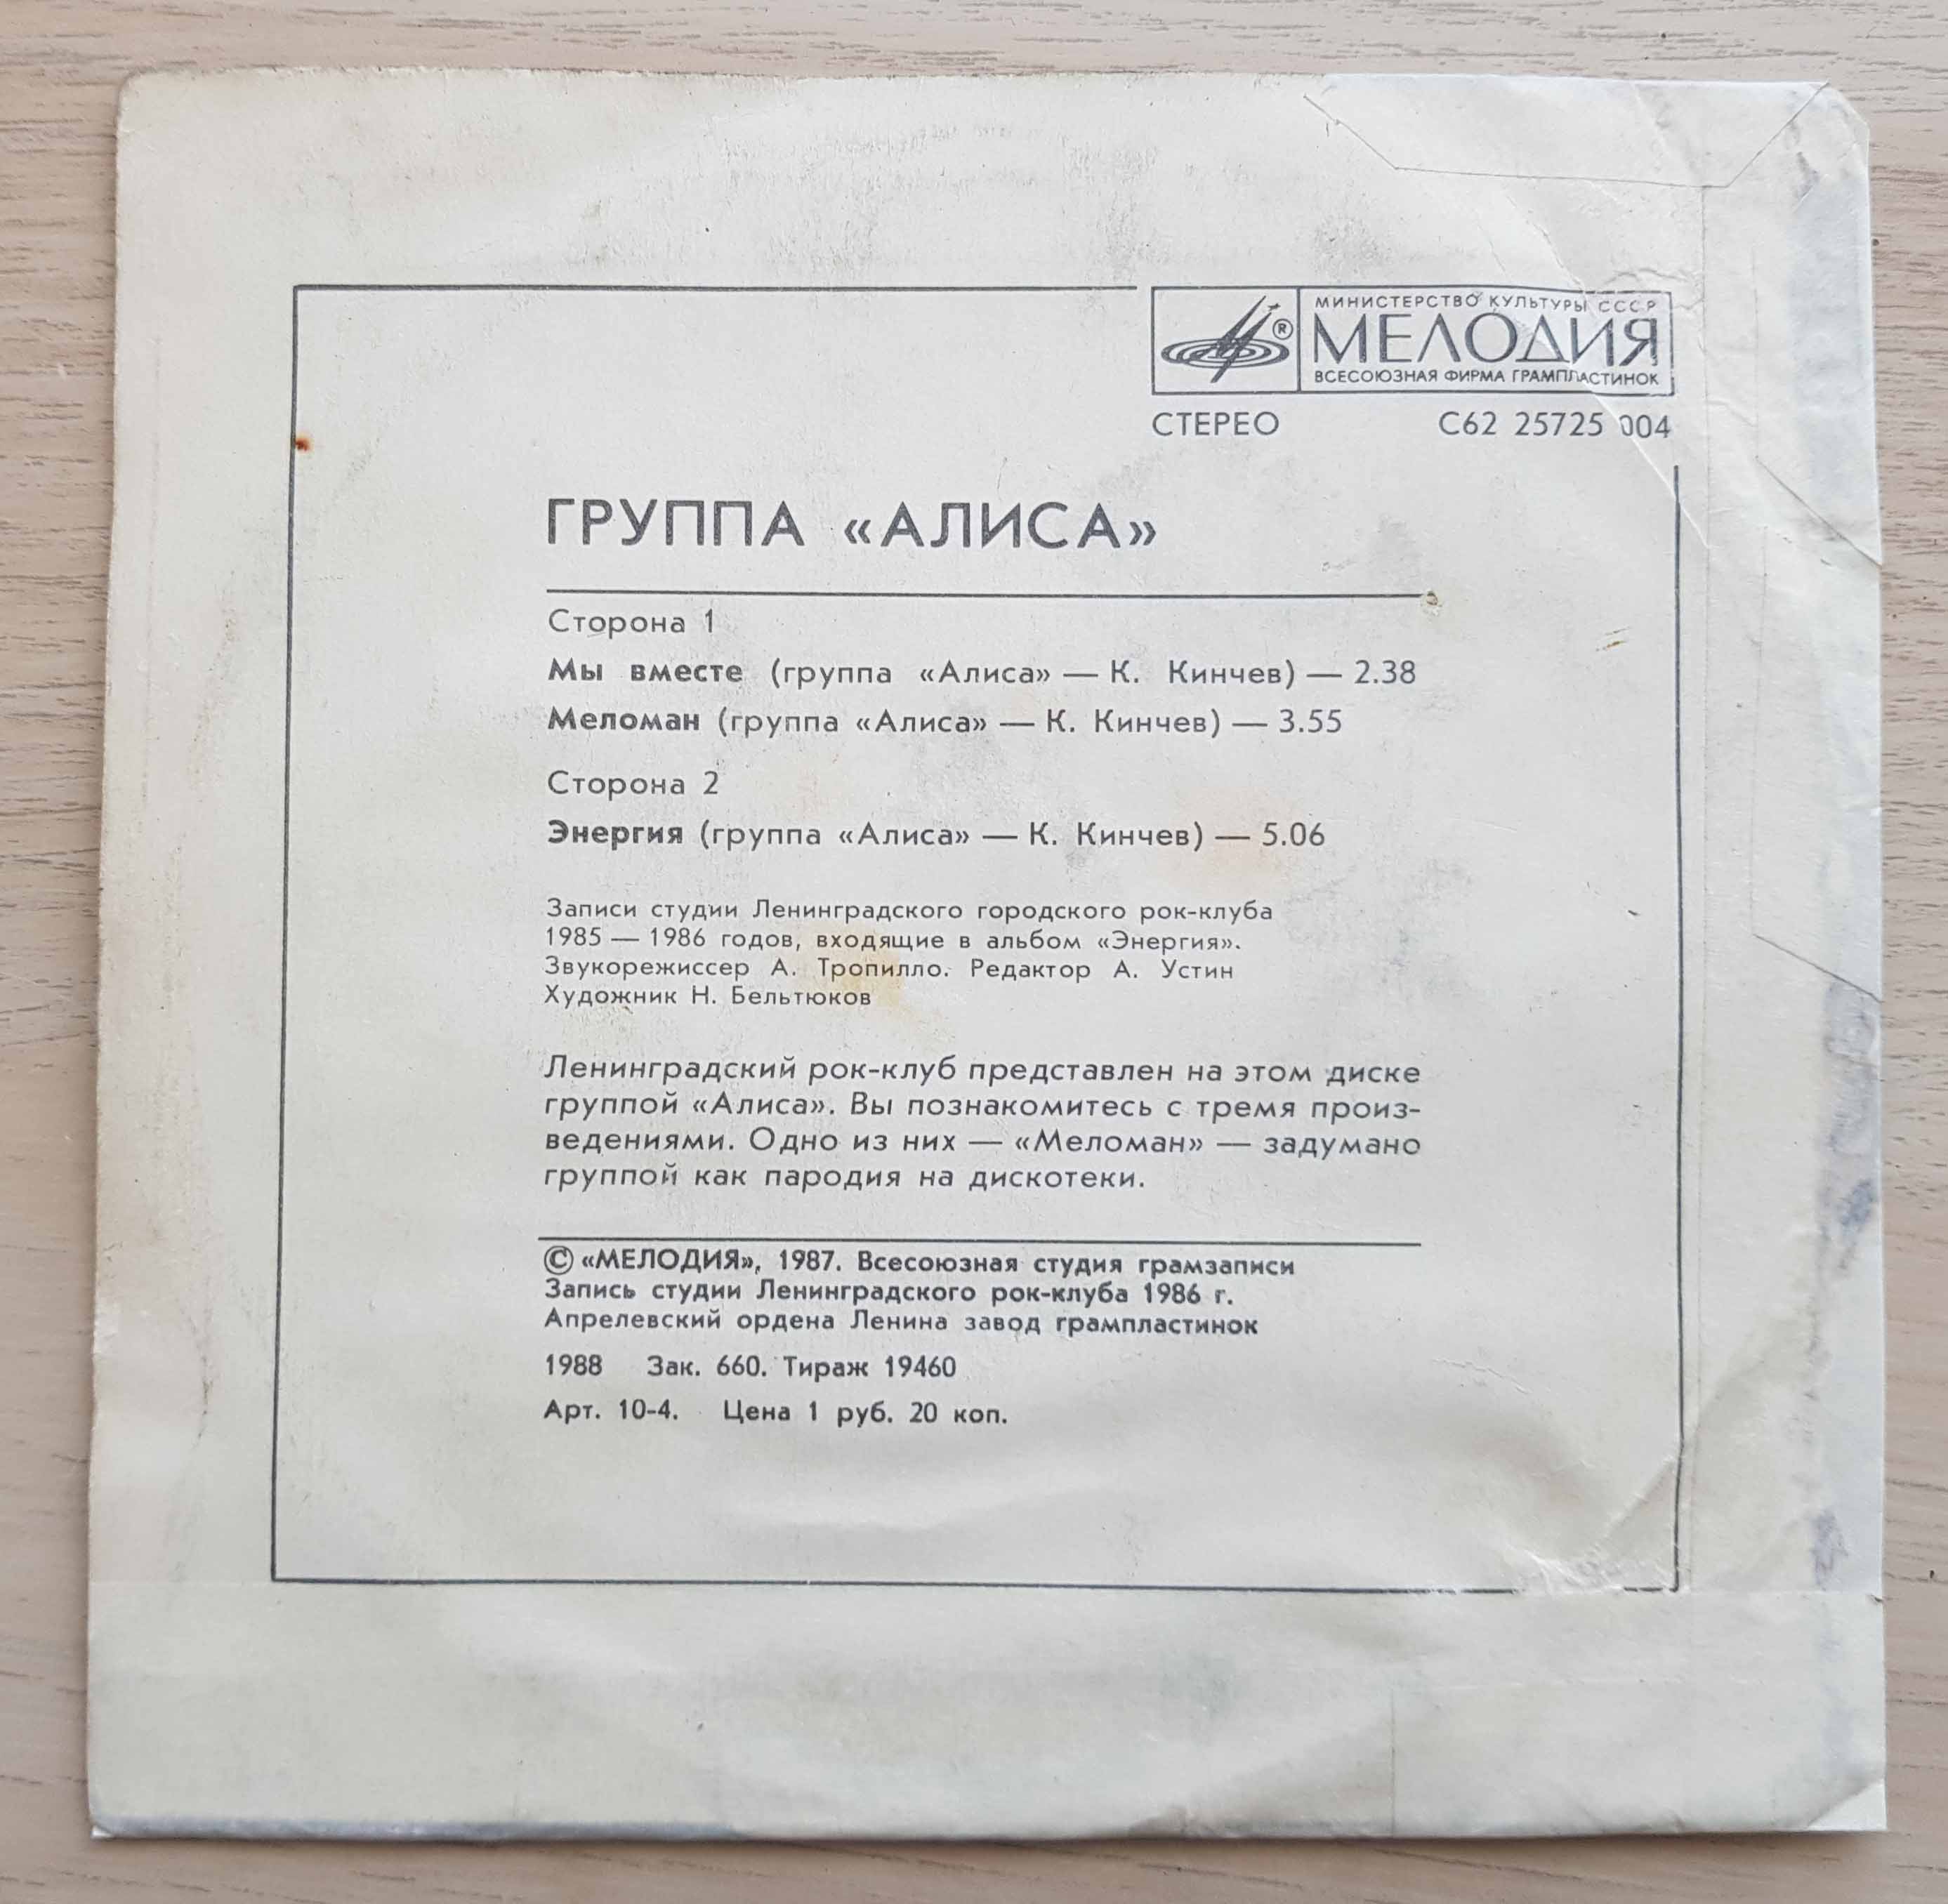 МИНИСТЕРСТВО КУЛЬТУРЫ СССР
МЕЛОДИЯ
ВСЕСОЮЗНАЯ ФИРМА ГРАМПЛАСТИНОК
®
СТЕРЕО С62 25725 004
ГРУППА «АЛИСА»
Сторона 1
Мы вместе (группа «Алиса» — К. Кинчев) — 2.38
Меломан (группа «Алиса» — К. Кинчев) — 3.55
Сторона 2
Энергия (группа «Алиса» — К. Кинчев) — 5.06
Записи студии Ленинградского городского рок-клуба
1985 — 1986 годов, входящие в альбом «Энергия».
Звукорежиссер А. Тропилло. Редактор А. Устин
Художник Н. Бельтюков
Ленинградский рок-клуб представлен на этом диске
группой «Алиса». Вы познакомитесь с тремя произ-
ведениями. Одно из них — «Меломан» — задумано
группой как пародия на дискотеки.
© «МЕЛОДИЯ», 1987. Всесоюзная студия грамзаписи
Запись студии Ленинградского рок-клуба 1986 г.
Апрелевский ордена Ленина завод грампластинок
1988 Зак. 660. Тираж 19460
Арт. 10-4. Цена 1 руб. 20 коп.